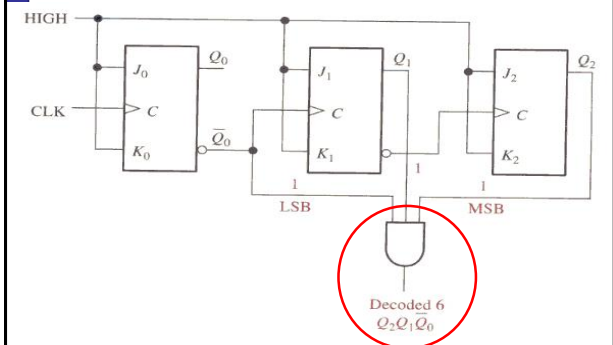 HIGH
Q₀
Q₁
Q₂
J₀
J₁
J₂
CLK
C
C
C
Q̅₀
K₀
K₁
K₂
1
1
1
LSB
MSB
Decoded 6
Q₂Q₁Q̅₀